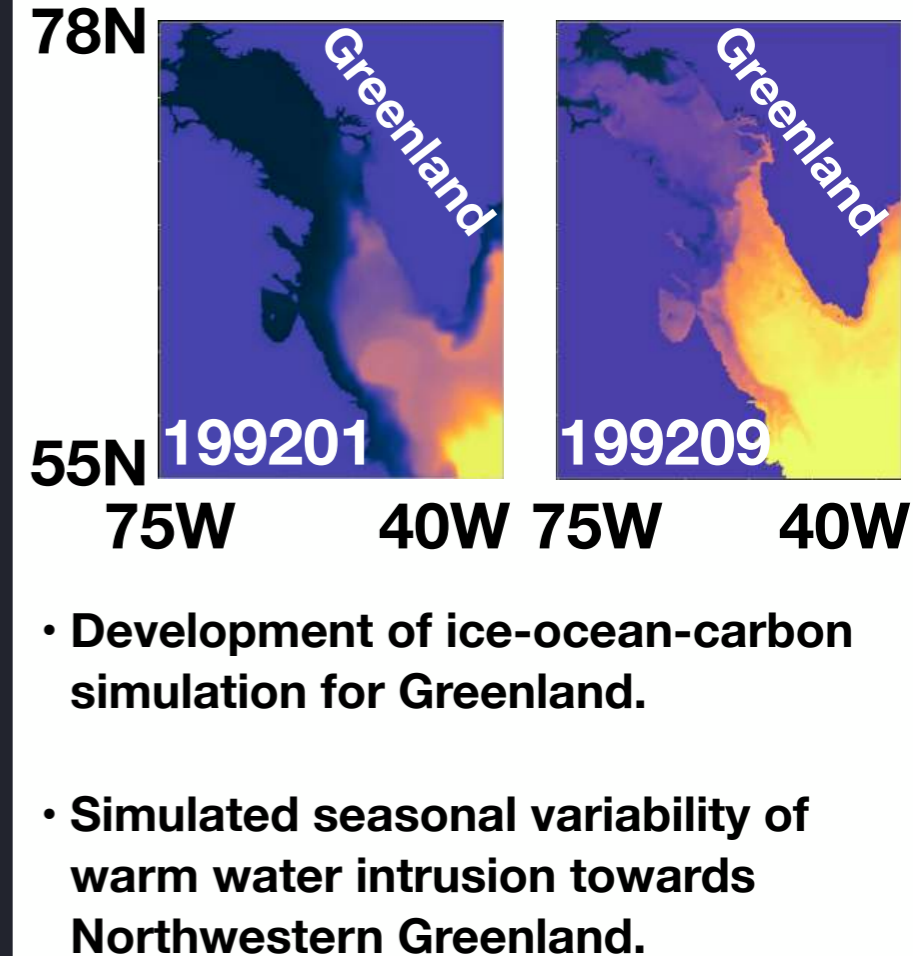 78N
Greenland
Greenland
199201
199209
55N
75W
40W
75W
40W
• Development of ice-ocean-carbon
simulation for Greenland.
• Simulated seasonal variability of
warm water intrusion towards
Northwestern Greenland.